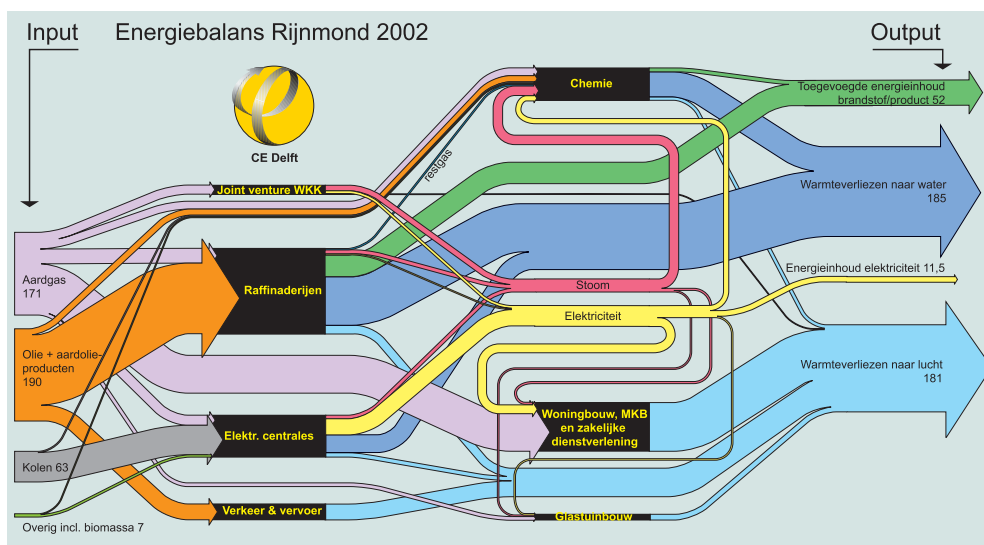 Input
Energiebalans Rijnmond 2002
Output
CE Delft
Chemie
Toegevoegde energieinhoud
brandstof/product 52
restgas
Joint venture WKK
Warmteverliezen naar water
185
Aardgas
171
Raffinaderijen
Stoom
Energieinhoud elektriciteit 11,5
Elektriciteit
Olie + aardolie-
producten
190
Warmteverliezen naar lucht
181
Elektr. centrales
Woningbouw, MKB
en zakelijke
dienstverlening
Kolen 63
Verkeer & vervoer
Glastuinbouw
Overig incl. biomassa 7